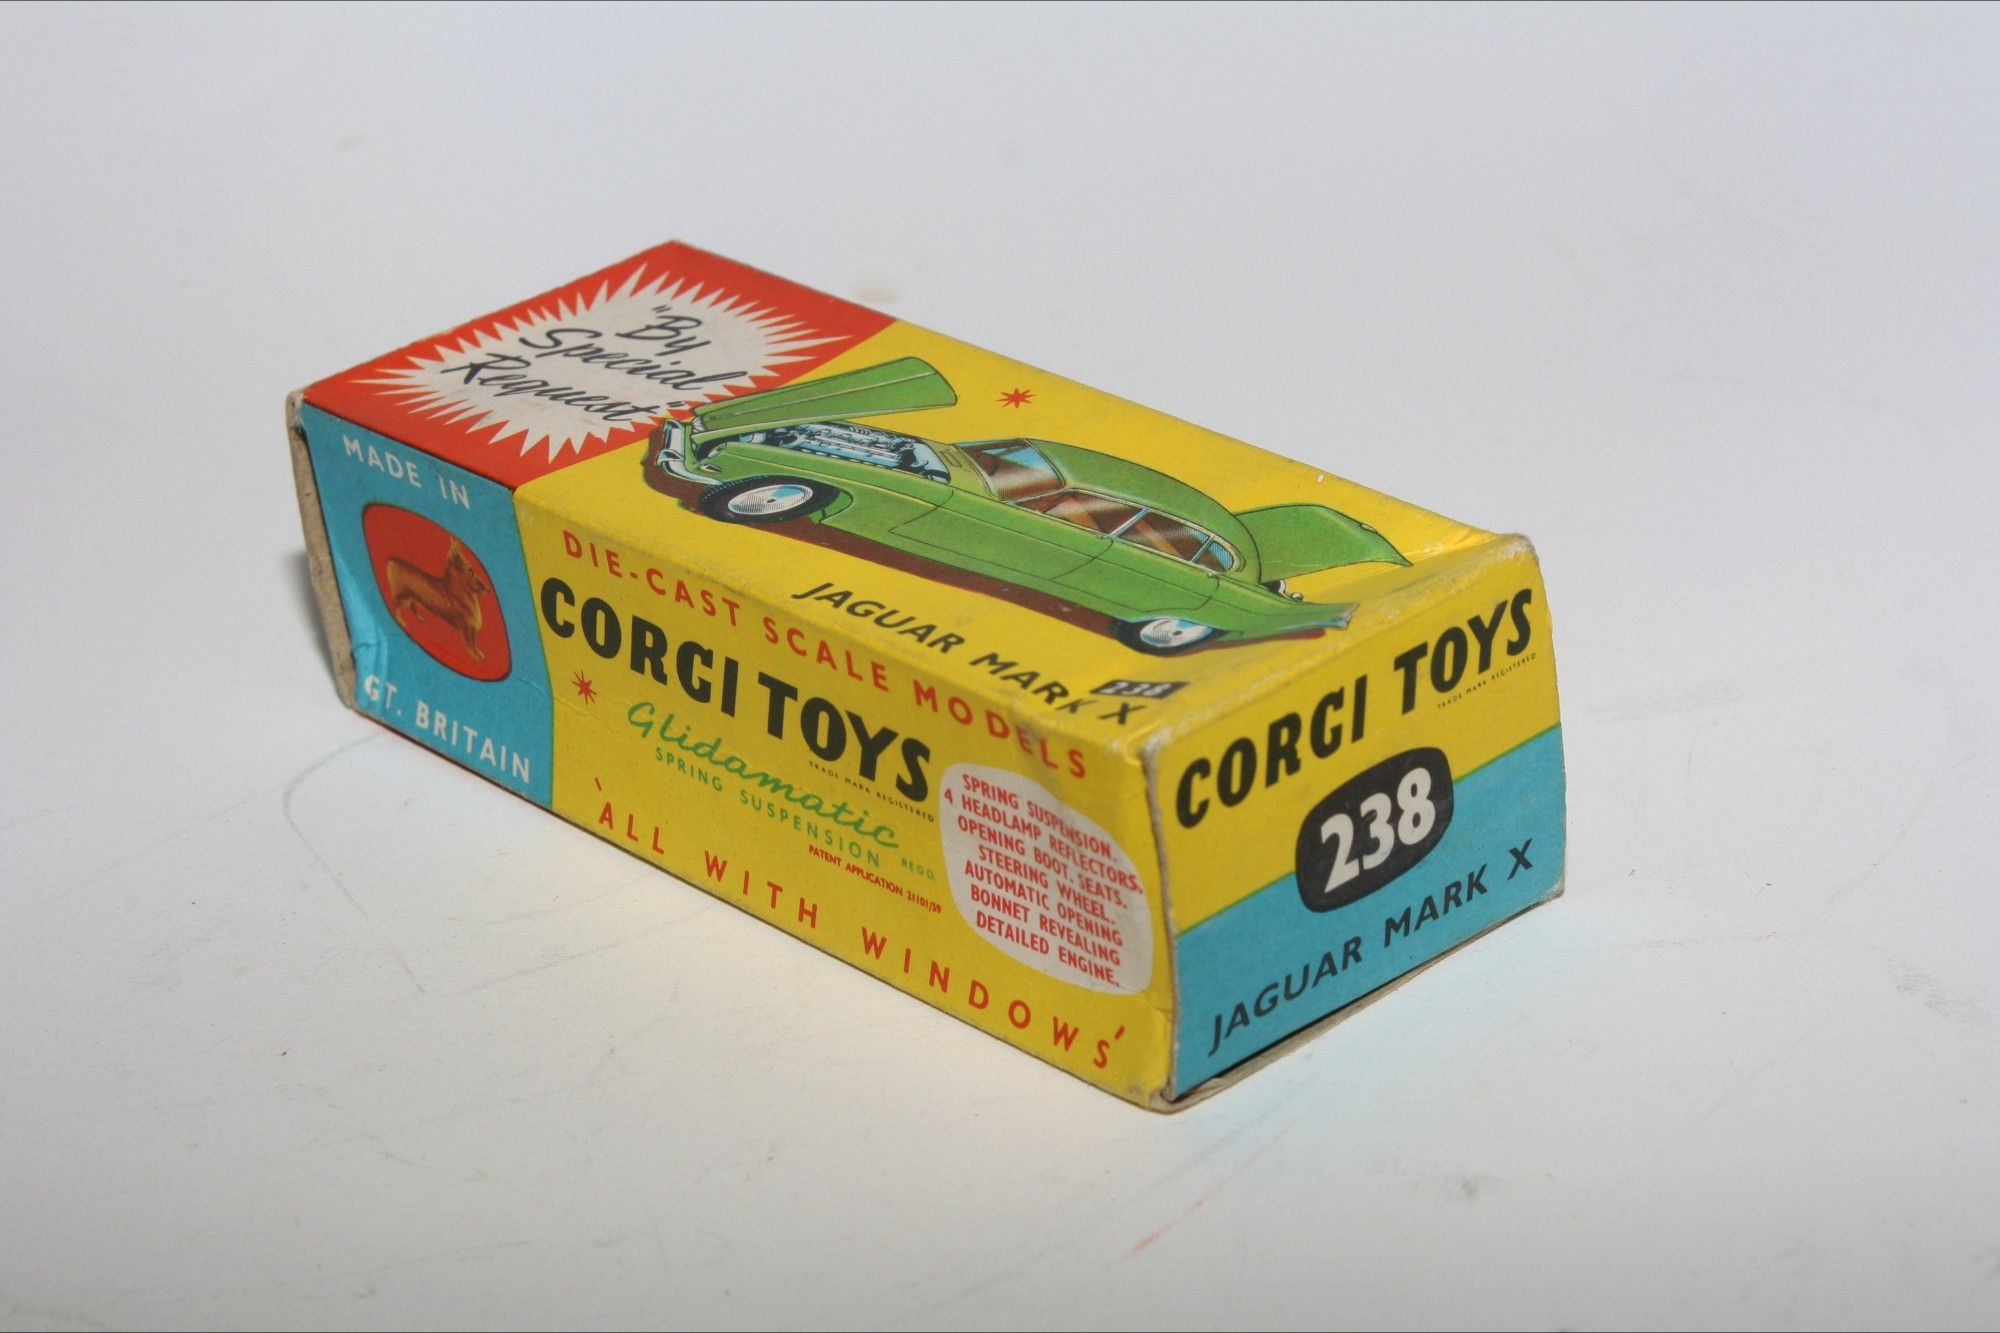 "By
Special
Request"
JAGUAR MARK X
238
MADE IN
GT. BRITAIN
DIE-CAST SCALE MODELS
CORGI TOYS
TRADE MARK REGISTERED
Glidamatic
SPRING SUSPENSION REGD.
PATENT APPLICATION 21101/59
'ALL WITH WINDOWS'
SPRING SUSPENSION.
4 HEADLAMP REFLECTORS.
OPENING BOOT. SEATS.
STEERING WHEEL.
AUTOMATIC OPENING
BONNET REVEALING
DETAILED ENGINE.
CORGI TOYS
TRADE MARK REGISTERED
238
JAGUAR MARK X